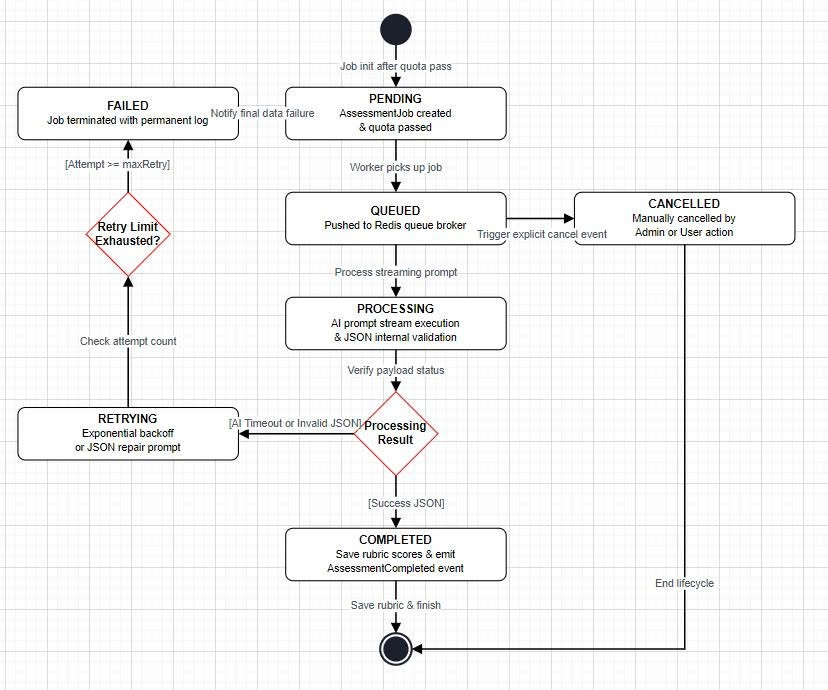 Job init after quota pass
FAILED
Job terminated with permanent log
Notify final data failure
PENDING
AssessmentJob created
& quota passed
[Attempt >= maxRetry]
Worker picks up job
Retry Limit
Exhausted?
QUEUED
Pushed to Redis queue broker
Trigger explicit cancel event
CANCELLED
Manually cancelled by
Admin or User action
Process streaming prompt
PROCESSING
AI prompt stream execution
& JSON internal validation
Check attempt count
Verify payload status
RETRYING
Exponential backoff
or JSON repair prompt
[AI Timeout or Invalid JSON]
Processing
Result
[Success JSON]
COMPLETED
Save rubric scores & emit
AssessmentCompleted event
End lifecycle
Save rubric & finish